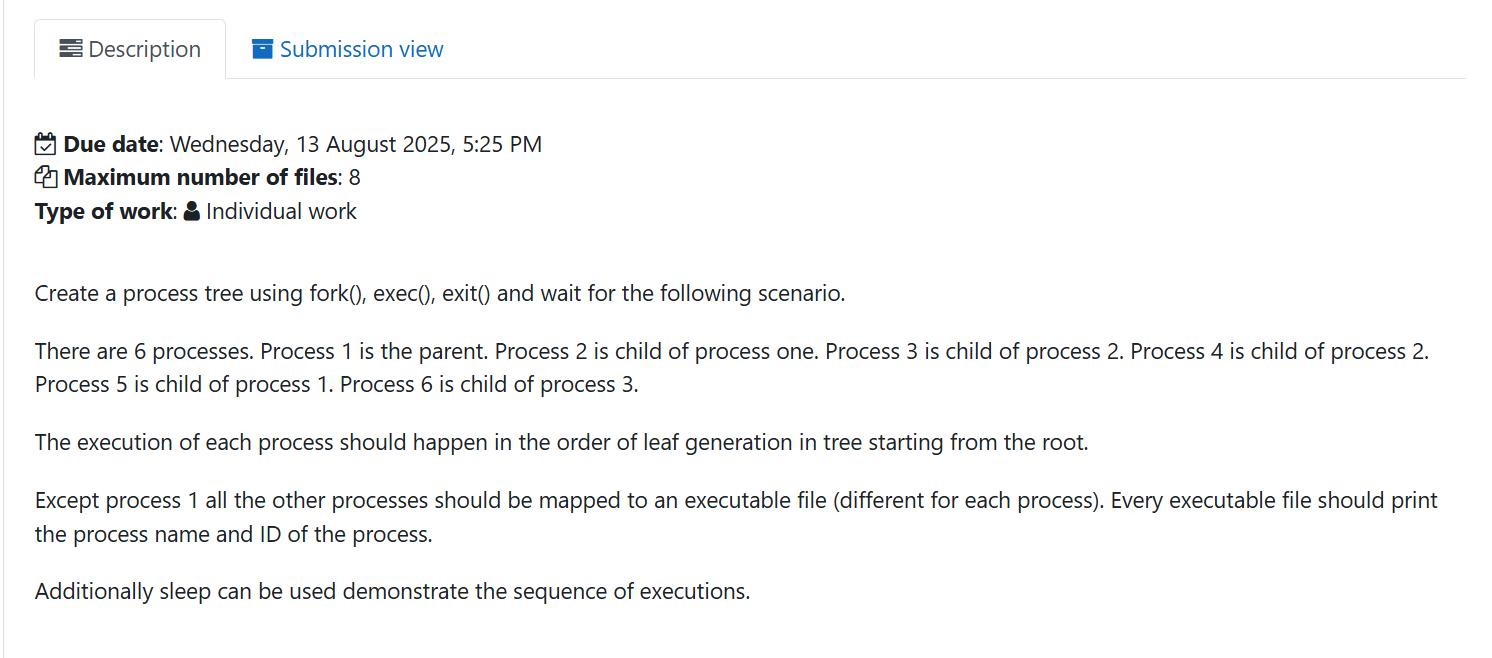 Description
Submission view
Due date: Wednesday, 13 August 2025, 5:25 PM
Maximum number of files: 8
Type of work: Individual work
Create a process tree using fork(), exec(), exit() and wait for the following scenario.
There are 6 processes. Process 1 is the parent. Process 2 is child of process one. Process 3 is child of process 2. Process 4 is child of process 2.
Process 5 is child of process 1. Process 6 is child of process 3.
The execution of each process should happen in the order of leaf generation in tree starting from the root.
Except process 1 all the other processes should be mapped to an executable file (different for each process). Every executable file should print
the process name and ID of the process.
Additionally sleep can be used demonstrate the sequence of executions.